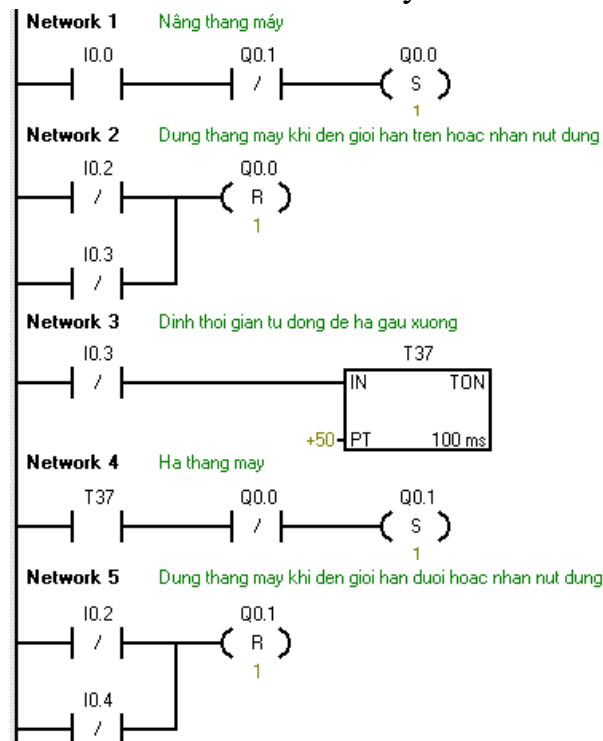 Network 1 Nâng thang máy
I0.0 Q0.1 Q0.0
/ S
1
Network 2 Dung thang may khi den gioi han tren hoac nhan nut dung
I0.2 Q0.0
/ R
1
I0.3
/
Network 3 Dinh thoi gian tu dong de ha gau xuong
I0.3 T37
/ IN TON
+50 PT 100 ms
Network 4 Ha thang may
T37 Q0.0 Q0.1
/ S
1
Network 5 Dung thang may khi den gioi han duoi hoac nhan nut dung
I0.2 Q0.1
/ R
1
I0.4
/